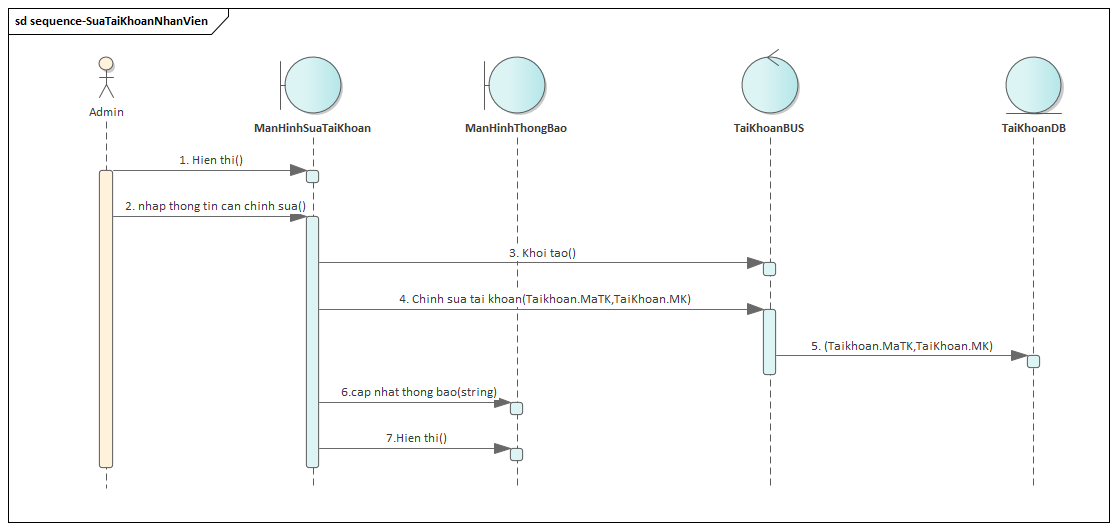 sd sequence-SuaTaiKhoanNhanVien
Admin
ManHinhSuaTaiKhoan
ManHinhThongBao
TaiKhoanBUS
TaiKhoanDB
1. Hien thi()
2. nhap thong tin can chinh sua()
3. Khoi tao()
4. Chinh sua tai khoan(Taikhoan.MaTK,TaiKhoan.MK)
5. (Taikhoan.MaTK,TaiKhoan.MK)
6.cap nhat thong bao(string)
7.Hien thi()